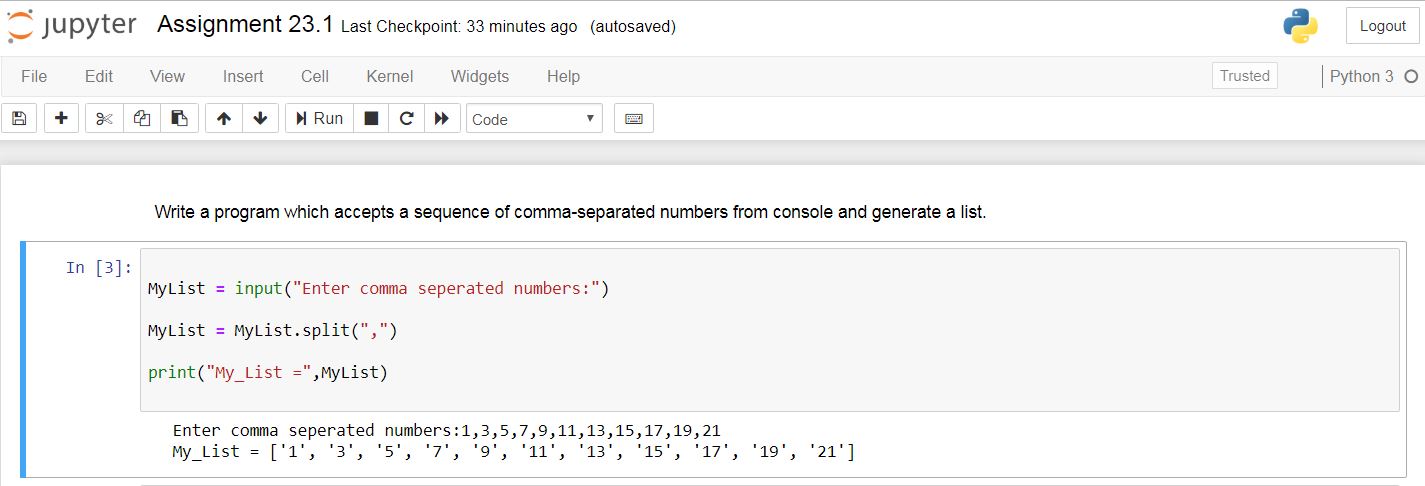 jupyter Assignment 23.1 Last Checkpoint: 33 minutes ago (autosaved) Logout
File Edit View Insert Cell Kernel Widgets Help Trusted Python 3
Run Code
Write a program which accepts a sequence of comma-separated numbers from console and generate a list.
In [3]:
MyList = input("Enter comma seperated numbers:")
MyList = MyList.split(",")
print("My_List =",MyList)
Enter comma seperated numbers:1,3,5,7,9,11,13,15,17,19,21
My_List = ['1', '3', '5', '7', '9', '11', '13', '15', '17', '19', '21']